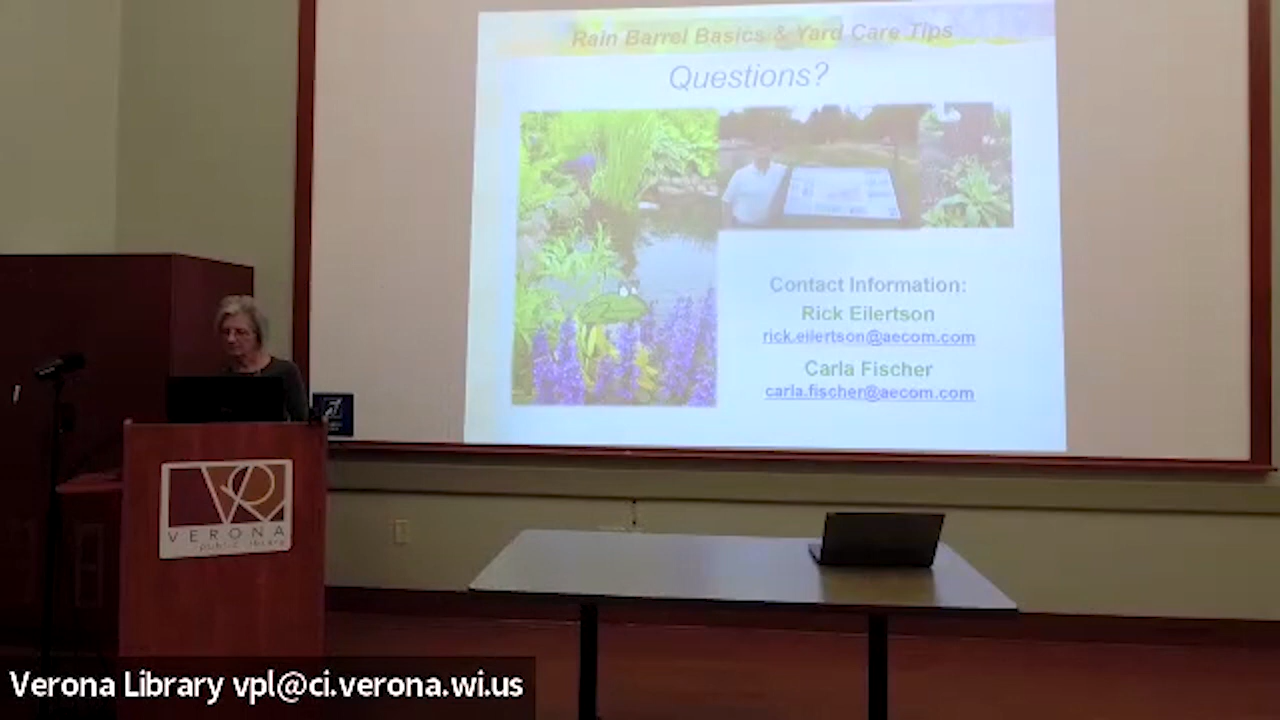 Rain Barrel Basics & Yard Care Tips
Questions?
Contact Information:
Rick Eilertson
rick.eilertson@aecom.com
Carla Fischer
carla.fischer@aecom.com
VERONA
public library
Verona Library vpl@ci.verona.wi.us